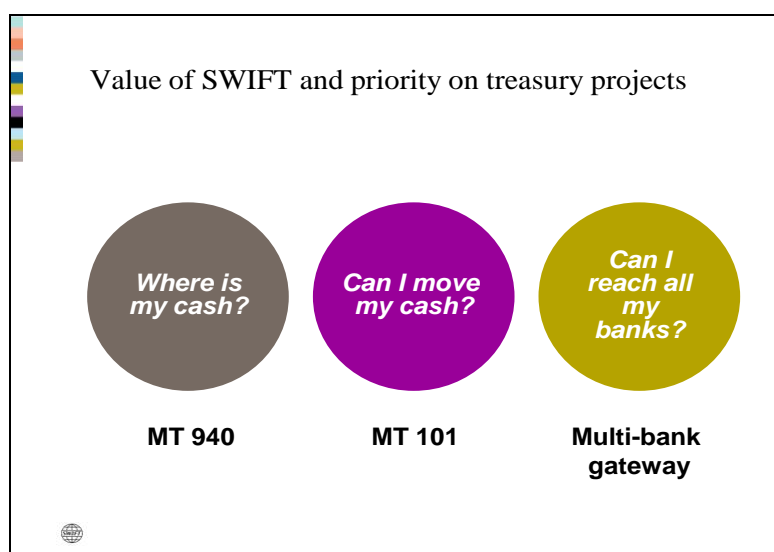 Value of SWIFT and priority on treasury projects
Where is
my cash?
Can I move
my cash?
Can I
reach all
my
banks?
MT 940
MT 101
Multi-bank
gateway
SWIFT